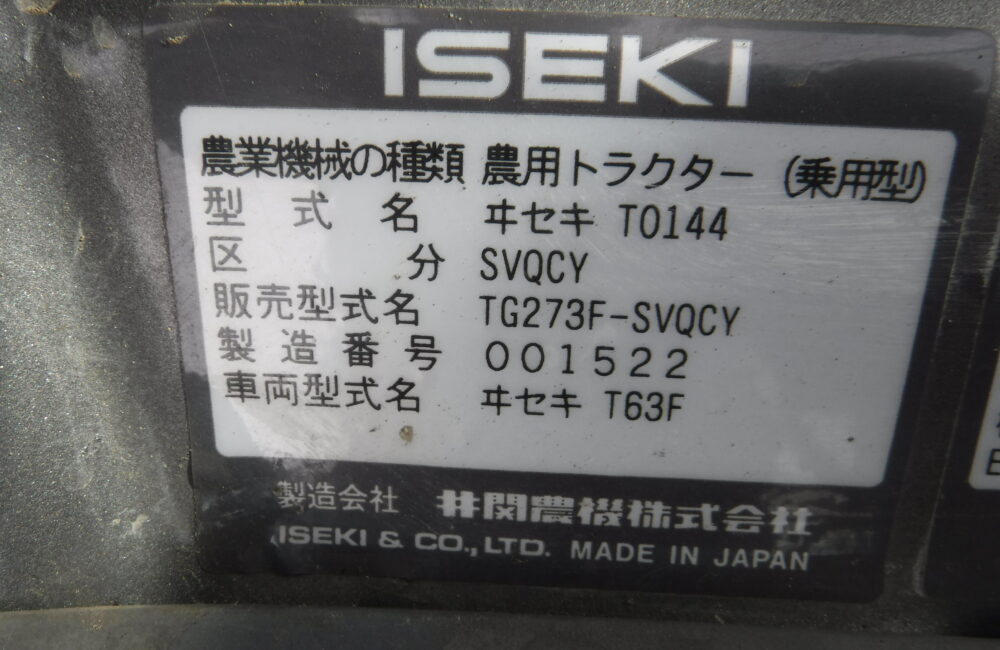 ISEKI
農業機械の種類 農用トラクター (乗用型)
型式名 ヰセキ T0144
区分 SVQCY
販売型式名 TG273F-SVQCY
製造番号 001522
車両型式名 ヰセキ T63F
製造会社 井関農機株式会社
ISEKI & CO., LTD. MADE IN JAPAN